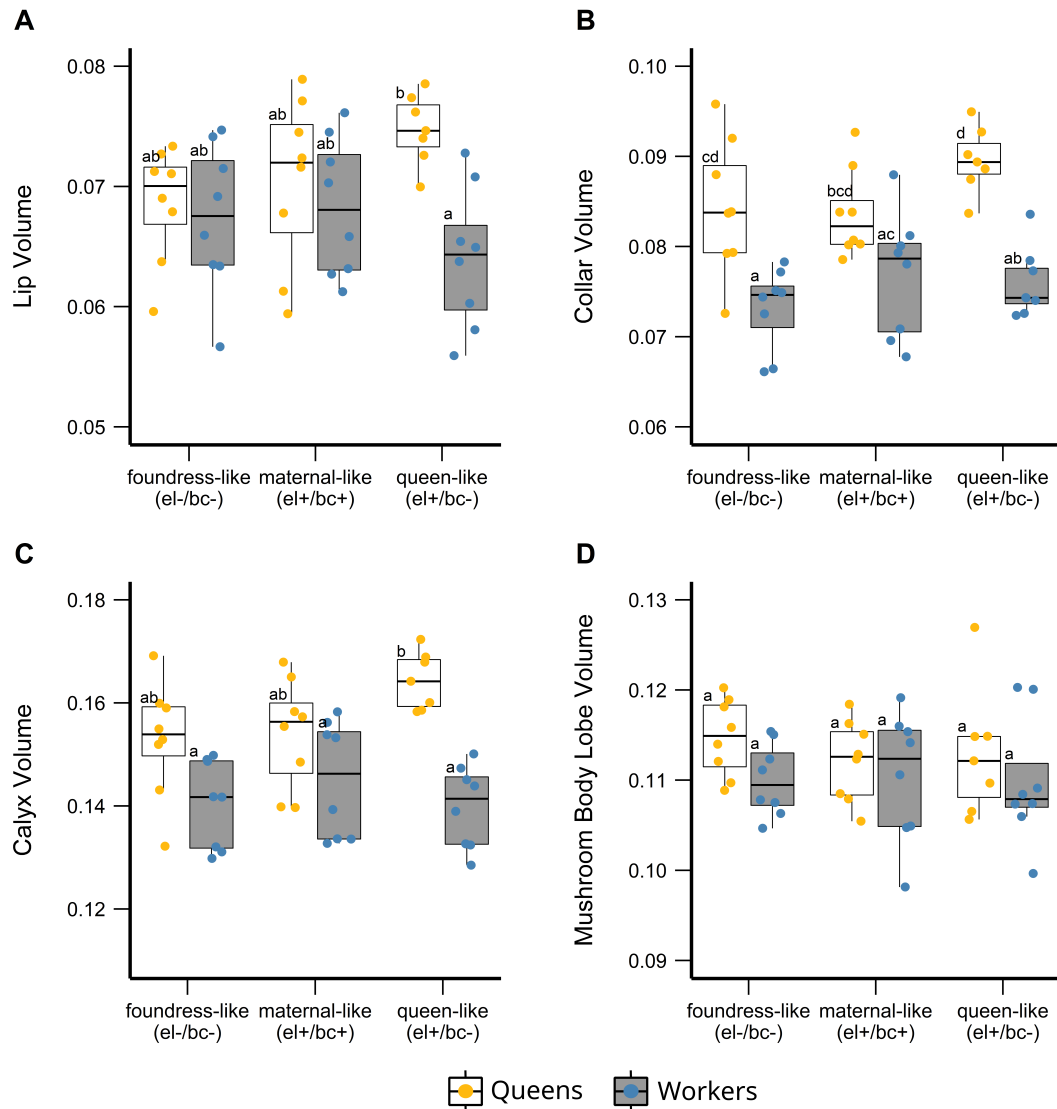 A
Lip Volume
0.08
0.07
0.06
0.05
ab
ab
ab
ab
b
a
foundress-like
(el-/bc-)
maternal-like
(el+/bc+)
queen-like
(el+/bc-)
B
Collar Volume
0.10
0.09
0.08
0.07
0.06
cd
a
bcd
ac
d
ab
foundress-like
(el-/bc-)
maternal-like
(el+/bc+)
queen-like
(el+/bc-)
C
Calyx Volume
0.18
0.16
0.14
0.12
ab
a
ab
a
b
a
foundress-like
(el-/bc-)
maternal-like
(el+/bc+)
queen-like
(el+/bc-)
D
Mushroom Body Lobe Volume
0.13
0.12
0.11
0.10
0.09
a
a
a
a
a
a
foundress-like
(el-/bc-)
maternal-like
(el+/bc+)
queen-like
(el+/bc-)
Queens
Workers